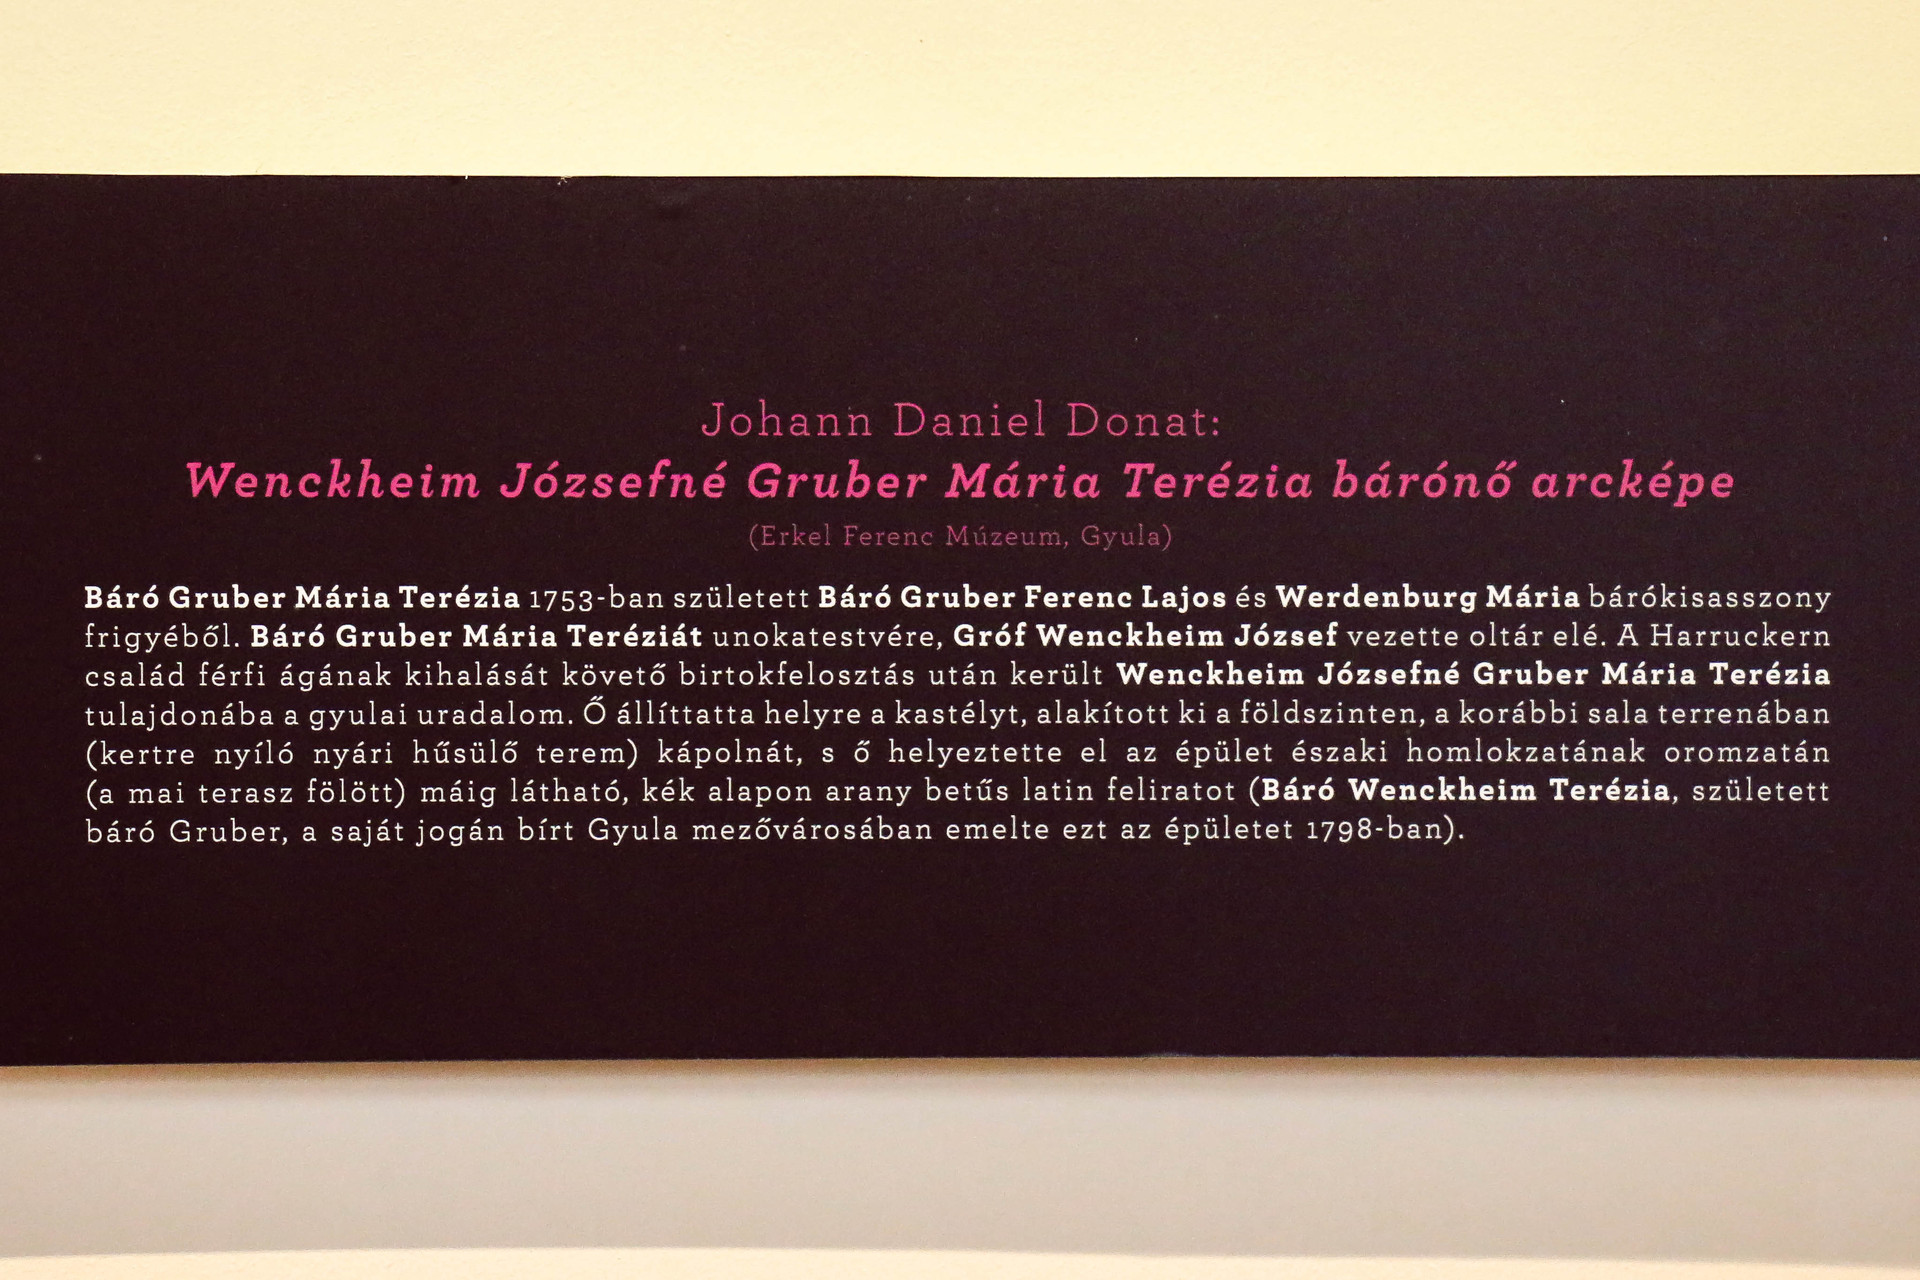 Johann Daniel Donat:
Wenckheim Józsefné Gruber Mária Terézia bárónő arcképe
(Erkel Ferenc Múzeum, Gyula)
Báró Gruber Mária Terézia 1753-ban született Báró Gruber Ferenc Lajos és Werdenburg Mária bárókisasszony
frigyéből. Báró Gruber Mária Teréziát unokatestvére, Gróf Wenckheim József vezette oltár elé. A Harruckern
család férfi ágának kihalását követő birtokfelosztás után került Wenckheim Józsefné Gruber Mária Terézia
tulajdonába a gyulai uradalom. Ő állíttatta helyre a kastélyt, alakított ki a földszinten, a korábbi sala terrenában
(kertre nyíló nyári hűsülő terem) kápolnát, s ő helyeztette el az épület északi homlokzatának oromzatán
(a mai terasz fölött) máig látható, kék alapon arany betűs latin feliratot (Báró Wenckheim Terézia, született
báró Gruber, a saját jogán bírt Gyula mezővárosában emelte ezt az épületet 1798-ban).